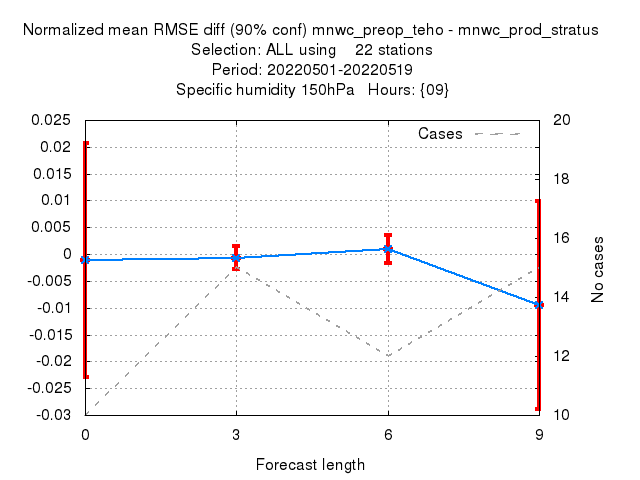 Normalized mean RMSE diff (90% conf) mnwc_preop_teho - mnwc_prod_stratus
Selection: ALL using    22 stations
Period: 20220501-20220519
Specific humidity 150hPa   Hours: {09}
Cases
0.025
0.02
0.015
0.01
0.005
0
-0.005
-0.01
-0.015
-0.02
-0.025
-0.03
20
18
16
14
12
10
No cases
0 3 6 9
Forecast length